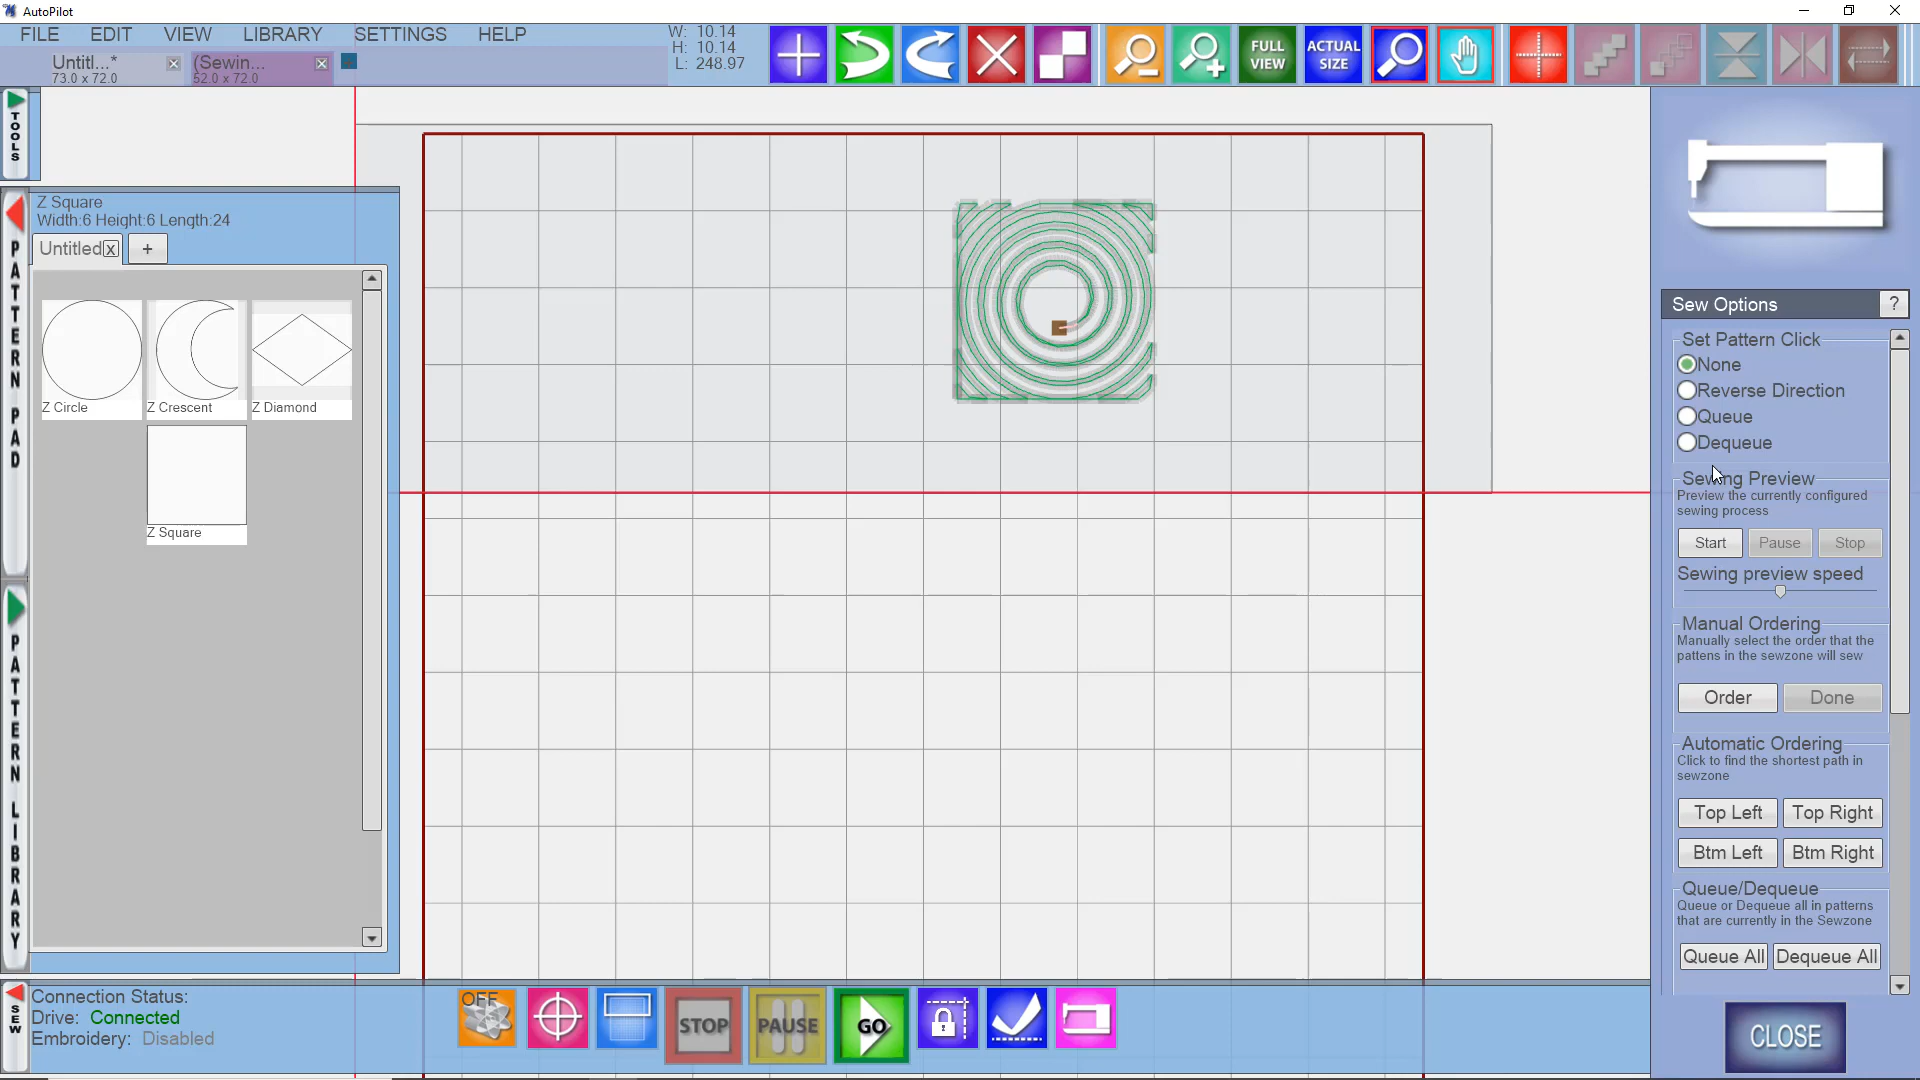 AutoPilot
FILE EDIT VIEW LIBRARY SETTINGS HELP
W: 10.14
H: 10.14
L: 248.97
FULL VIEW
ACTUAL SIZE
Untitl...*
73.0 x 72.0
(Sewin...
52.0 x 72.0
TOOLS
PATTERN PAD
PATTERN LIBRARY
SEW
Z Square
Width:6 Height:6 Length:24
Untitled x +
Z Circle
Z Crescent
Z Diamond
Z Square
Sew Options ?
Set Pattern Click
None
Reverse Direction
Queue
Dequeue
Sewing Preview
Preview the currently configured
sewing process
Start Pause Stop
Sewing preview speed
Manual Ordering
Manually select the order that the
pattens in the sewzone will sew
Order Done
Automatic Ordering
Click to find the shortest path in
sewzone
Top Left Top Right
Btm Left Btm Right
Queue/Dequeue
Queue or Dequeue all in patterns
that are currently in the Sewzone
Queue All Dequeue All
CLOSE
Connection Status:
Drive: Connected
Embroidery: Disabled
OFF
STOP
PAUSE
GO